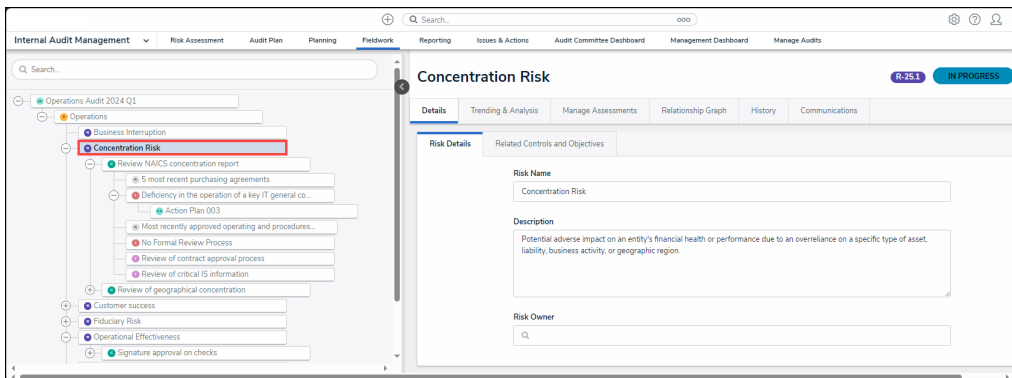 Search...
ooo
Internal Audit Management
Risk Assessment
Audit Plan
Planning
Fieldwork
Reporting
Issues & Actions
Audit Committee Dashboard
Management Dashboard
Manage Audits
Search...
Operations Audit 2024 Q1
Operations
Business Interruption
Concentration Risk
Review NAICS concentration report
5 most recent purchasing agreements
Deficiency in the operation of a key IT general co...
Action Plan 003
Most recently approved operating and procedures...
No Formal Review Process
Review of contract approval process
Review of critical IS information
Review of geographical concentration
Customer success
Fiduciary Risk
Operational Effectiveness
Signature approval on checks
Concentration Risk
R-25.1
IN PROGRESS
Details
Trending & Analysis
Manage Assessments
Relationship Graph
History
Communications
Risk Details
Related Controls and Objectives
Risk Name
Concentration Risk
Description
Potential adverse impact on an entity's financial health or performance due to an overreliance on a specific type of asset,
liability, business activity, or geographic region.
Risk Owner